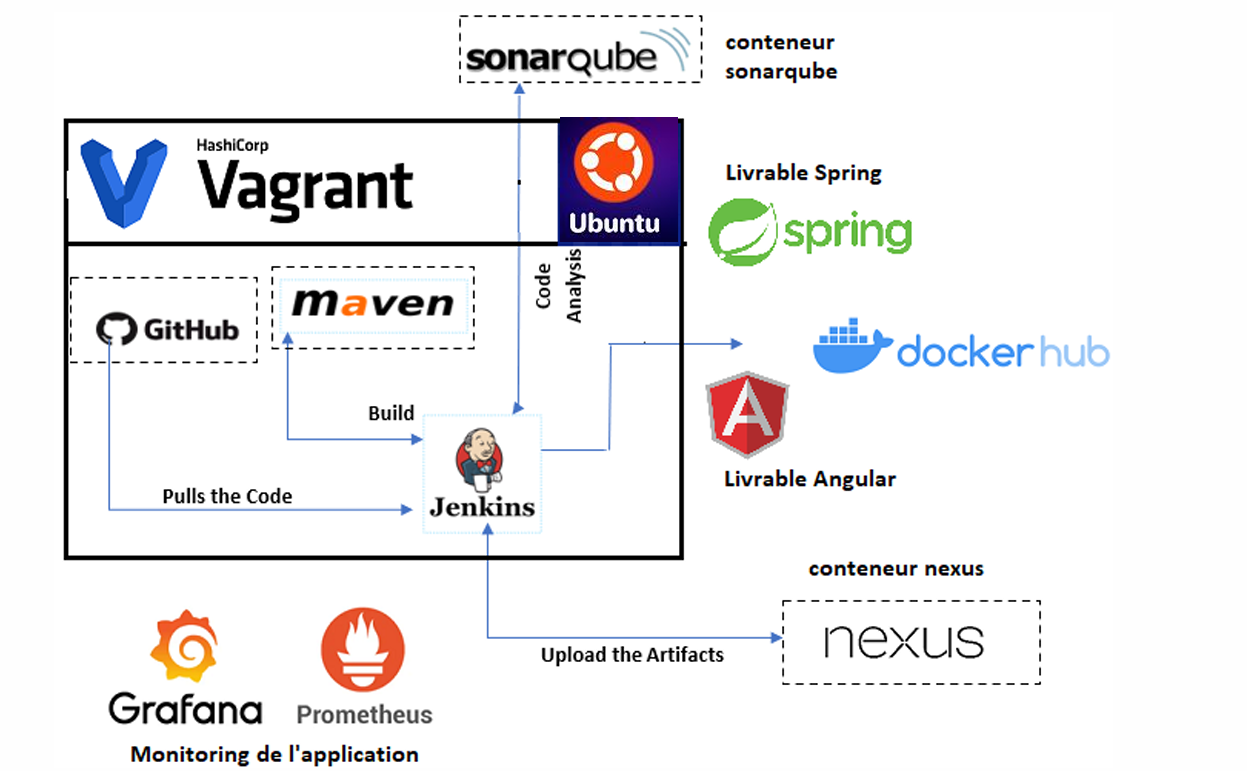 sonarqube
conteneur
sonarqube
HashiCorp
Vagrant
Ubuntu
Livrable Spring
spring
Code
Analysis
GitHub
maven
docker hub
Build
Jenkins
Pulls the Code
Livrable Angular
conteneur nexus
nexus
Upload the Artifacts
Grafana
Prometheus
Monitoring de l'application